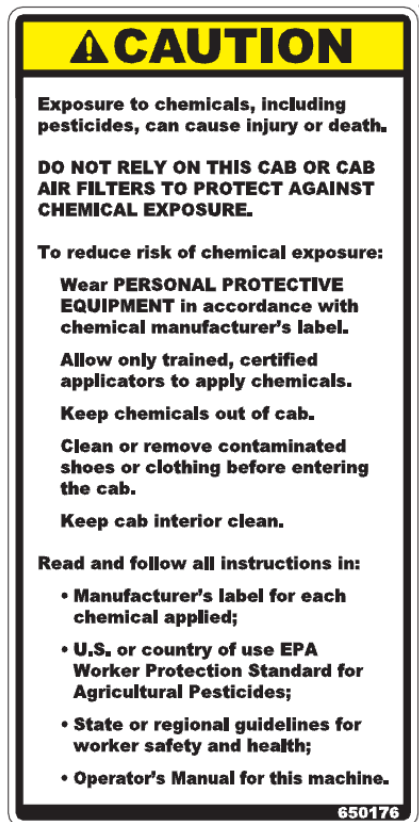 CAUTION
Exposure to chemicals, including
pesticides, can cause injury or death.
DO NOT RELY ON THIS CAB OR CAB
AIR FILTERS TO PROTECT AGAINST
CHEMICAL EXPOSURE.
To reduce risk of chemical exposure:
Wear PERSONAL PROTECTIVE
EQUIPMENT in accordance with
chemical manufacturer's label.
Allow only trained, certified
applicators to apply chemicals.
Keep chemicals out of cab.
Clean or remove contaminated
shoes or clothing before entering
the cab.
Keep cab interior clean.
Read and follow all instructions in:
• Manufacturer's label for each
chemical applied;
• U.S. or country of use EPA
Worker Protection Standard for
Agricultural Pesticides;
• State or regional guidelines for
worker safety and health;
• Operator's Manual for this machine.
650176